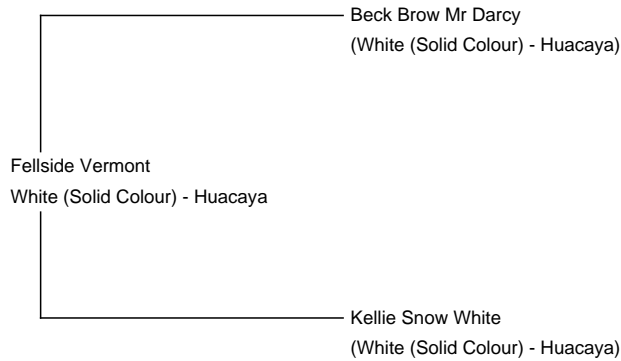 Beck Brow Mr Darcy
(White (Solid Colour) - Huacaya)
Fellside Vermont
White (Solid Colour) - Huacaya
Kellie Snow White
(White (Solid Colour) - Huacaya)